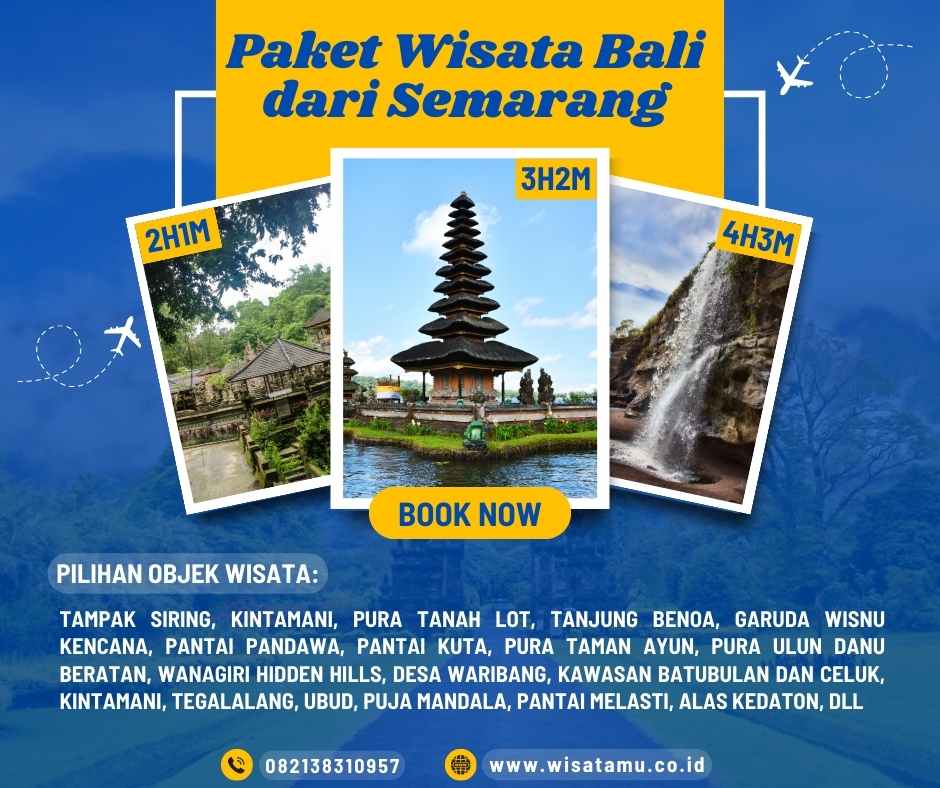 Paket Wisata Bali
dari Semarang
2H1M
3H2M
4H3M
BOOK NOW
PILIHAN OBJEK WISATA:
TAMPAK SIRING, KINTAMANI, PURA TANAH LOT, TANJUNG BENOA, GARUDA WISNU
KENCANA, PANTAI PANDAWA, PANTAI KUTA, PURA TAMAN AYUN, PURA ULUN DANU
BERATAN, WANAGIRI HIDDEN HILLS, DESA WARIBANG, KAWASAN BATUBULAN DAN CELUK,
KINTAMANI, TEGALALANG, UBUD, PUJA MANDALA, PANTAI MELASTI, ALAS KEDATON, DLL
082138310957
www.wisatamu.co.id